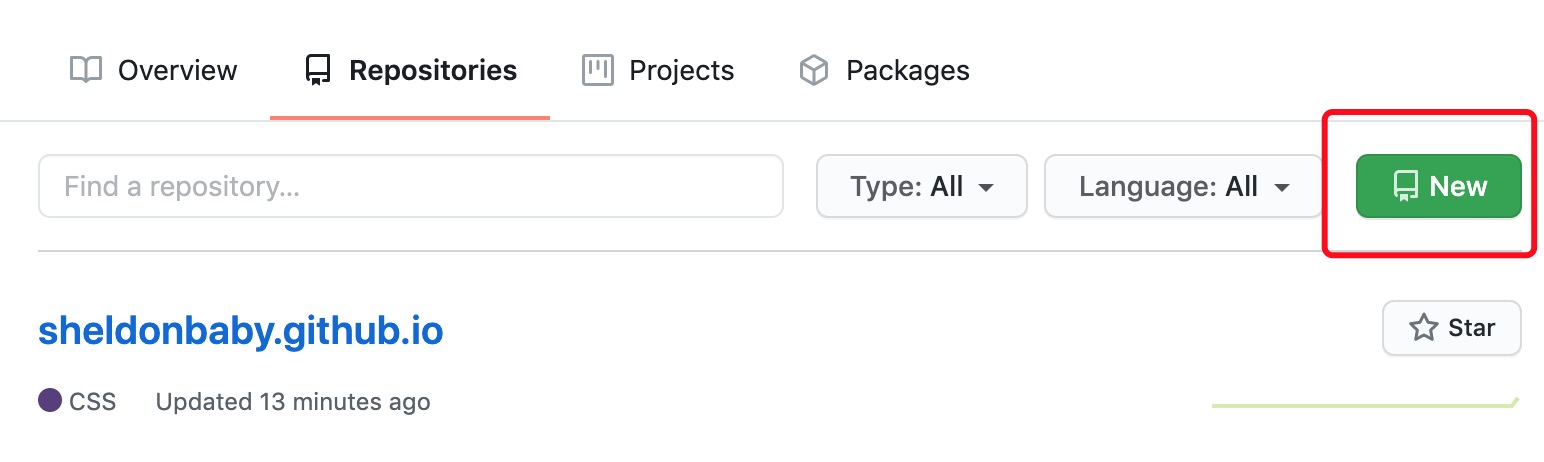 Overview Repositories Projects Packages
Find a repository... Type: All Language: All New
sheldonbaby.github.io Star
CSS Updated 13 minutes ago